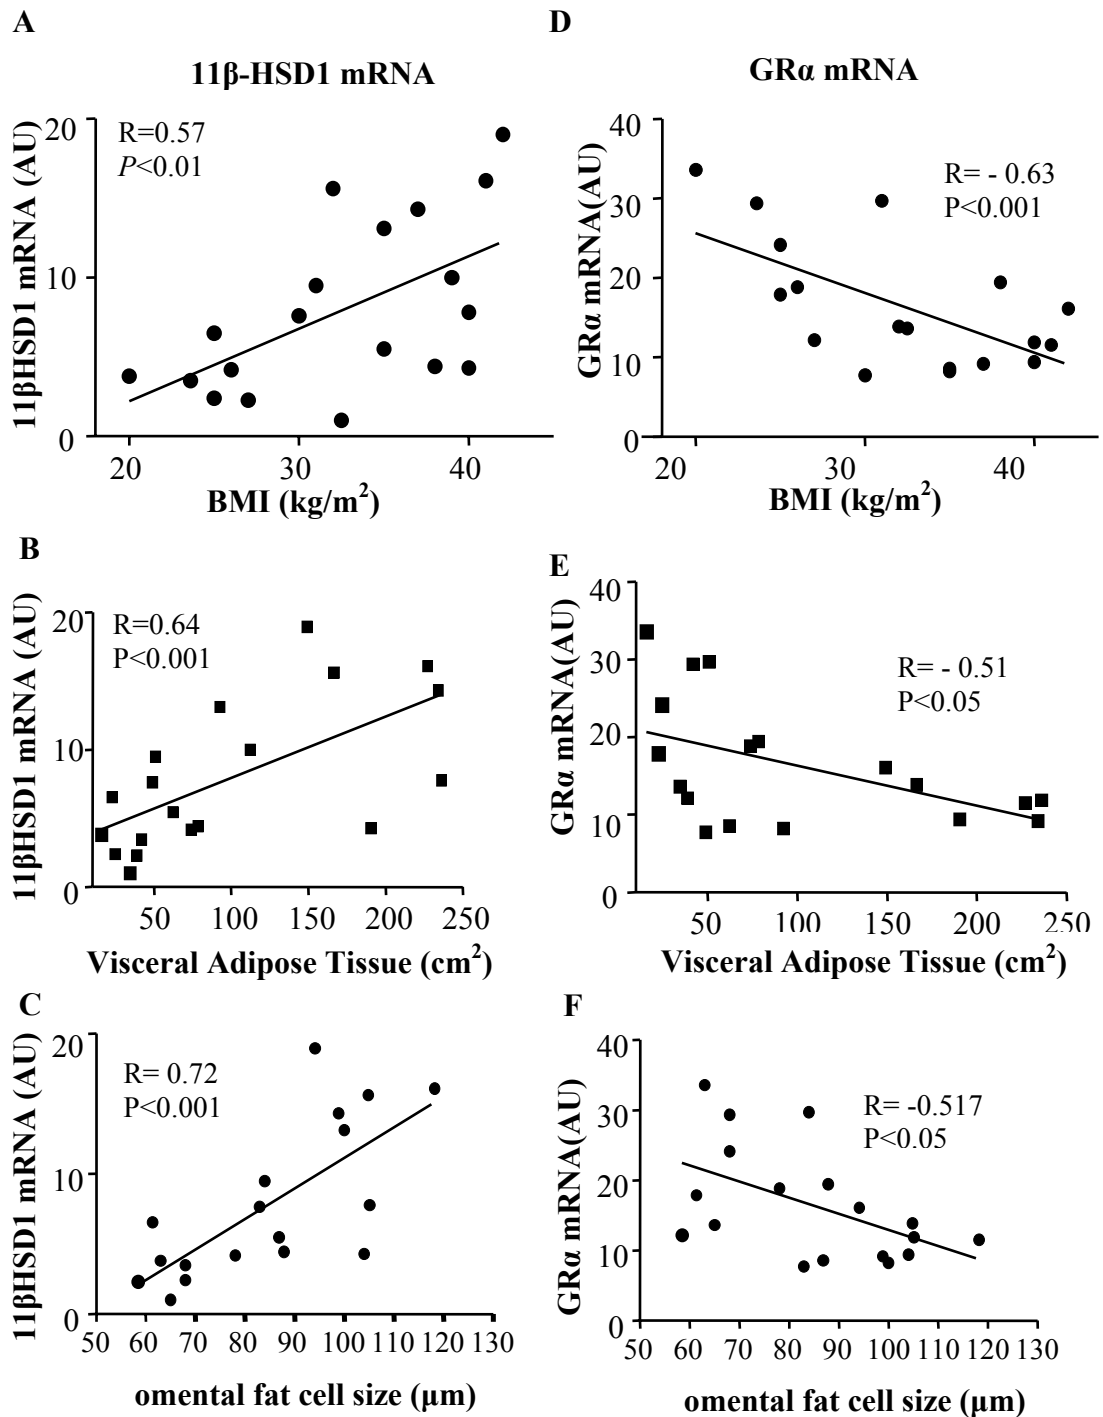 A
11β-HSD1 mRNA
R=0.57
P<0.01
20
10
0
11βHSD1 mRNA (AU)
20 30 40
BMI (kg/m²)
D
GRα mRNA
R= - 0.63
P<0.001
40
30
20
10
0
GRα mRNA(AU)
20 30 40
BMI (kg/m²)
B
R=0.64
P<0.001
20
10
0
11βHSD1 mRNA (AU)
50 100 150 200 250
Visceral Adipose Tissue (cm²)
E
R= - 0.51
P<0.05
40
30
20
10
0
GRα mRNA(AU)
50 100 150 200 250
Visceral Adipose Tissue (cm²)
C
R= 0.72
P<0.001
20
10
0
11βHSD1 mRNA (AU)
50 60 70 80 90 100 110 120 130
omental fat cell size (μm)
F
R= -0.517
P<0.05
40
30
20
10
0
GRα mRNA(AU)
50 60 70 80 90 100 110 120 130
omental fat cell size (μm)